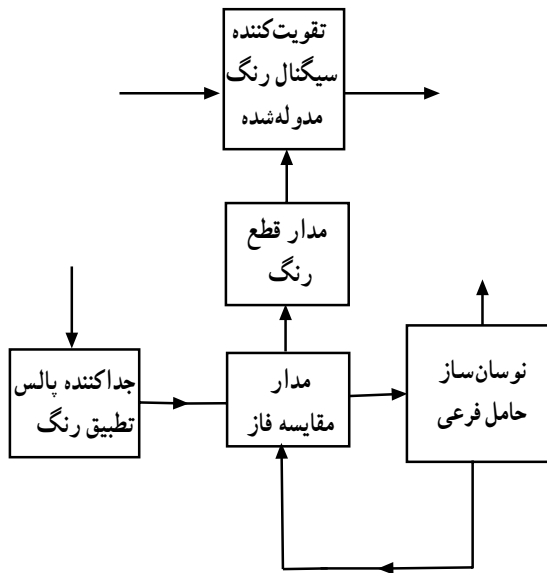 تقویت‌کننده
سیگنال رنگ
مدوله‌شده
مدار قطع
رنگ
جداکننده پالس
تطبیق رنگ
مدار
مقایسه فاز
نوسان‌ساز
حامل فرعی